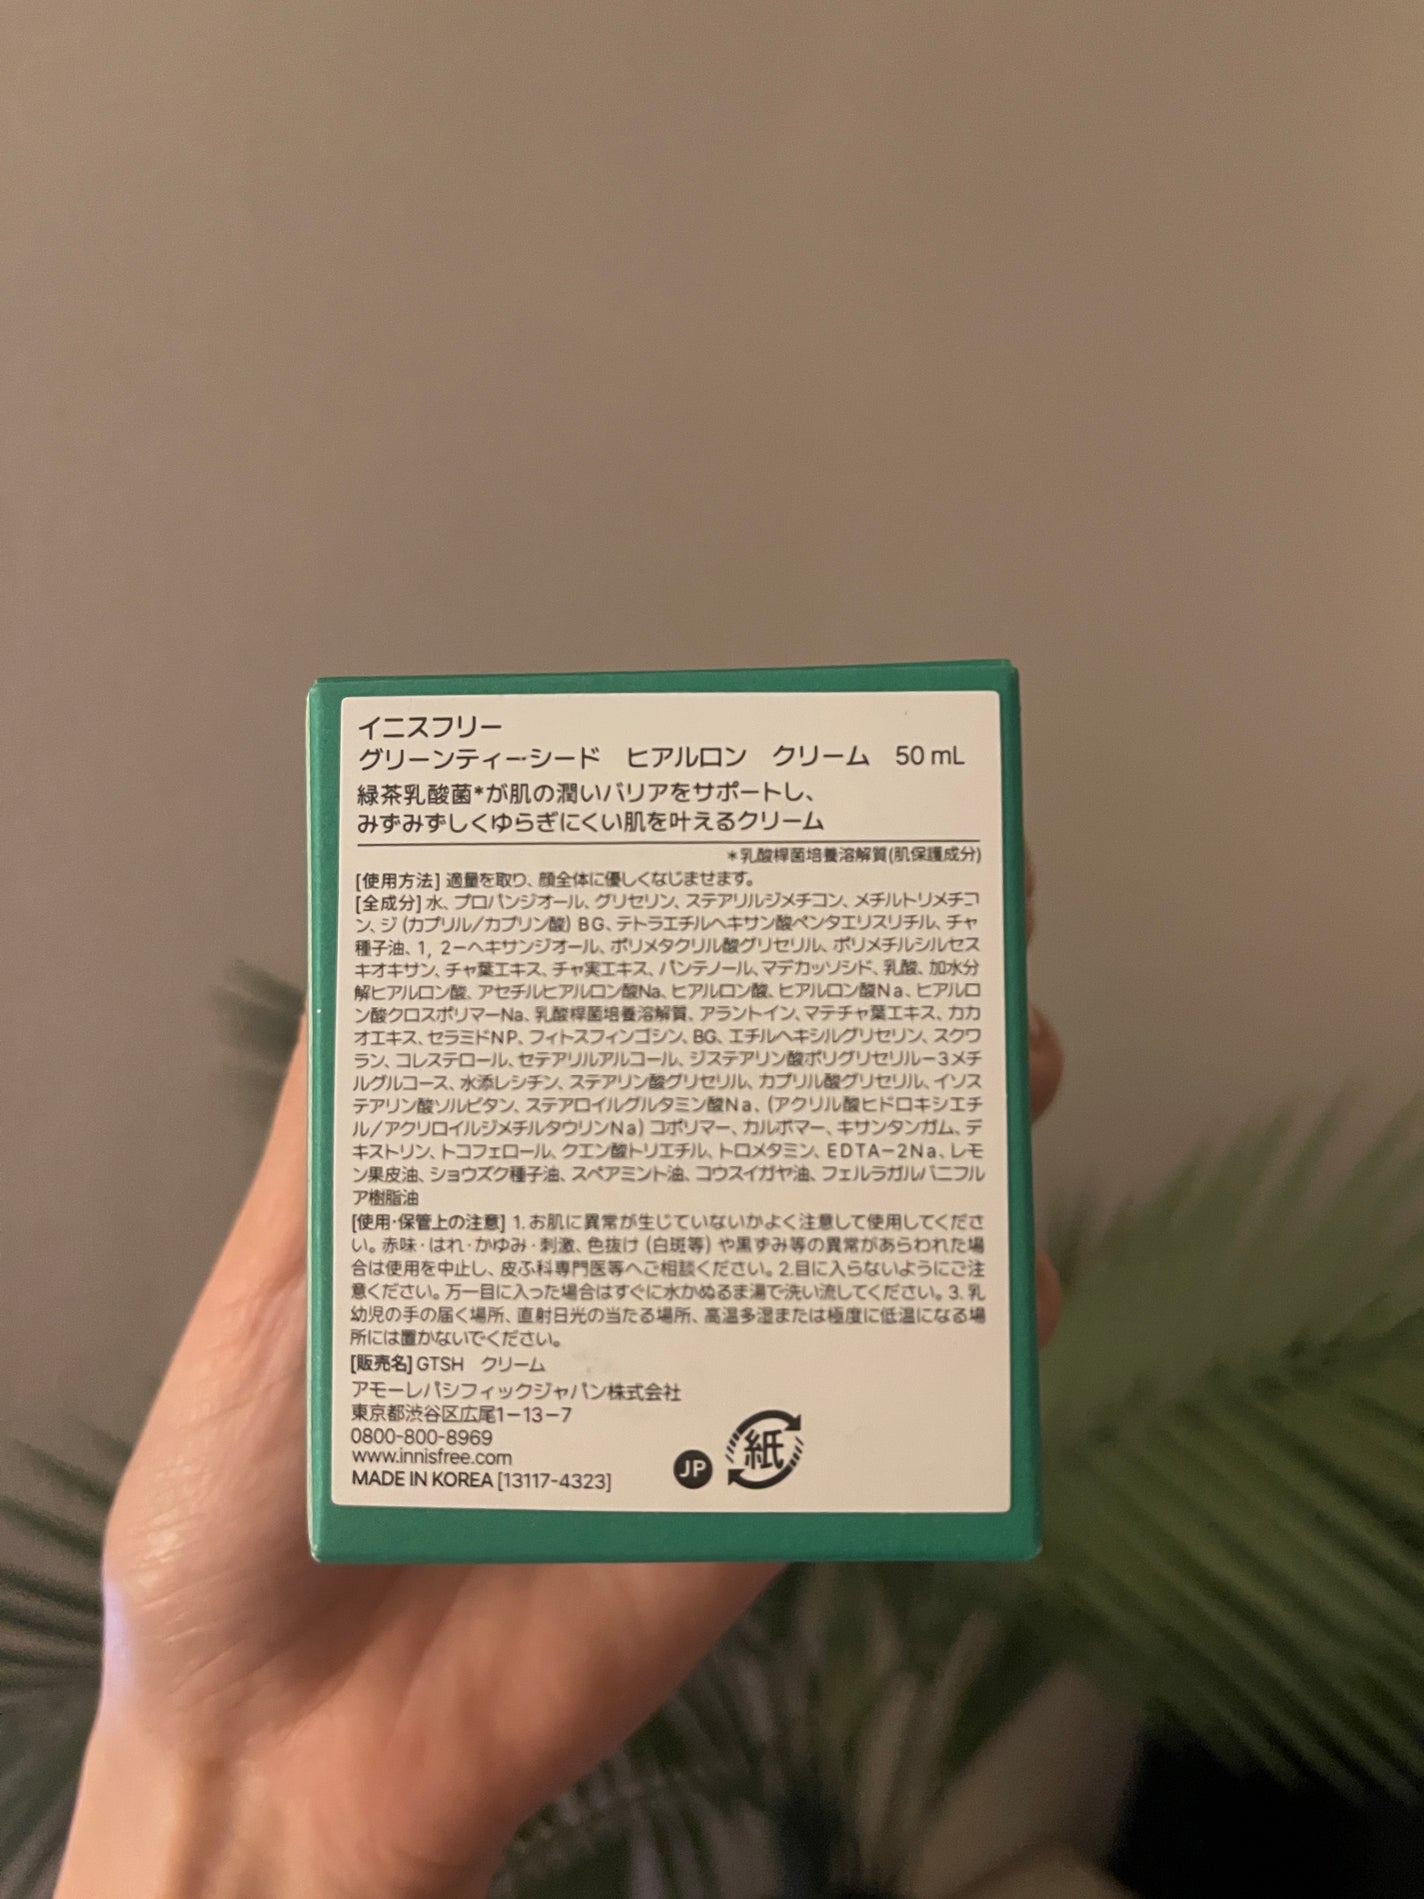 イニスフリー
グリーンティーシード　ヒアルロン　クリーム　50 mL
緑茶乳酸菌*が肌の潤いバリアをサポートし、
みずみずしくゆらぎにくい肌を叶えるクリーム
*乳酸桿菌培養溶解質(肌保護成分)
[使用方法] 適量を取り、顔全体に優しくなじませます。
[全成分] 水、プロパンジオール、グリセリン、ステアリルジメチコン、メチルトリメチコ
ン、ジ (カプリル/カプリン酸) BG、テトラエチルヘキサン酸ペンタエリスリチル、チャ
種子油、1, 2-ヘキサンジオール、ポリメタクリル酸グリセリル、ポリメチルシルセス
キオキサン、チャ葉エキス、チャ実エキス、パンテノール、マデカッソシド、乳酸、加水分
解ヒアルロン酸、アセチルヒアルロン酸Na、ヒアルロン酸、ヒアルロン酸Na、ヒアルロ
ン酸クロスポリマーNa、乳酸桿菌培養溶解質、アラントイン、マテチャ葉エキス、カカ
オエキス、セラミドNP、フィトスフィンゴシン、BG、エチルヘキシルグリセリン、スクワ
ラン、コレステロール、セテアリルアルコール、ジステアリン酸ポリグリセリル-3メチ
ルグルコース、水添レシチン、ステアリン酸グリセリル、カプリル酸グリセリル、イソス
テアリン酸ソルビタン、ステアロイルグルタミン酸Na、(アクリル酸ヒドロキシエチ
ル/アクリロイルジメチルタウリンNa) コポリマー、カルボマー、キサンタンガム、デ
キストリン、トコフェロール、クエン酸トリエチル、トロメタミン、EDTA-2Na、レモ
ン果皮油、ショウズク種子油、スペアミント油、コウスイガヤ油、フェルラガルバニフル
ア樹脂油
[使用・保管上の注意] 1. お肌に異常が生じていないかよく注意して使用してくださ
い。赤味・はれ・かゆみ・刺激、色抜け (白斑等) や黒ずみ等の異常があらわれた場
合は使用を中止し、皮ふ科専門医等へご相談ください。2.目に入らないようにご注
意ください。万一目に入った場合はすぐに水かぬるま湯で洗い流してください。3. 乳
幼児の手の届く場所、直射日光の当たる場所、高温多湿または極度に低温になる場
所には置かないでください。
[販売名] GTSH　クリーム
アモーレパシフィックジャパン株式会社
東京都渋谷区広尾1-13-7
0800-800-8969
www.innisfree.com
MADE IN KOREA [13117-4323]
JP
紙